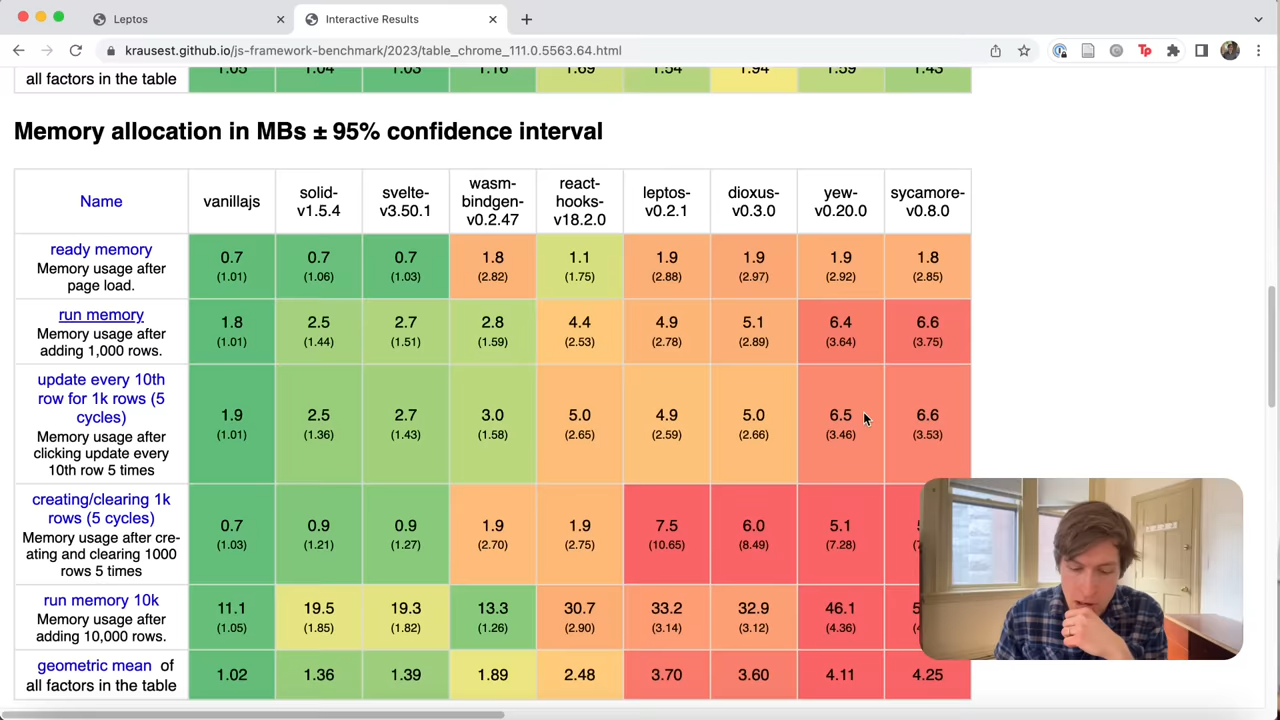 Leptos
Interactive Results
krausest.github.io/js-framework-benchmark/2023/table_chrome_111.0.5563.64.html
Tp
all factors in the table 1.05 1.04 1.03 1.16 1.69 1.54 1.94 1.59 1.43
Memory allocation in MBs ± 95% confidence interval
Name
vanillajs
solid-
v1.5.4
svelte-
v3.50.1
wasm-
bindgen-
v0.2.47
react-
hooks-
v18.2.0
leptos-
v0.2.1
dioxus-
v0.3.0
yew-
v0.20.0
sycamore-
v0.8.0
ready memory
Memory usage after
page load.
0.7 0.7 0.7 1.8 1.1 1.9 1.9 1.9 1.8
(1.01) (1.06) (1.03) (2.82) (1.75) (2.88) (2.97) (2.92) (2.85)
run memory
Memory usage after
adding 1,000 rows.
1.8 2.5 2.7 2.8 4.4 4.9 5.1 6.4 6.6
(1.01) (1.44) (1.51) (1.59) (2.53) (2.78) (2.89) (3.64) (3.75)
update every 10th
row for 1k rows (5
cycles)
Memory usage after
clicking update every
10th row 5 times
1.9 2.5 2.7 3.0 5.0 4.9 5.0 6.5 6.6
(1.01) (1.36) (1.43) (1.58) (2.65) (2.59) (2.66) (3.46) (3.53)
creating/clearing 1k
rows (5 cycles)
Memory usage after cre-
ating and clearing 1000
rows 5 times
0.7 0.9 0.9 1.9 1.9 7.5 6.0 5.1
(1.03) (1.21) (1.27) (2.70) (2.75) (10.65) (8.49) (7.28)
run memory 10k
Memory usage after
adding 10,000 rows.
11.1 19.5 19.3 13.3 30.7 33.2 32.9 46.1
(1.05) (1.85) (1.82) (1.26) (2.90) (3.14) (3.12) (4.36)
geometric mean of
all factors in the table
1.02 1.36 1.39 1.89 2.48 3.70 3.60 4.11 4.25